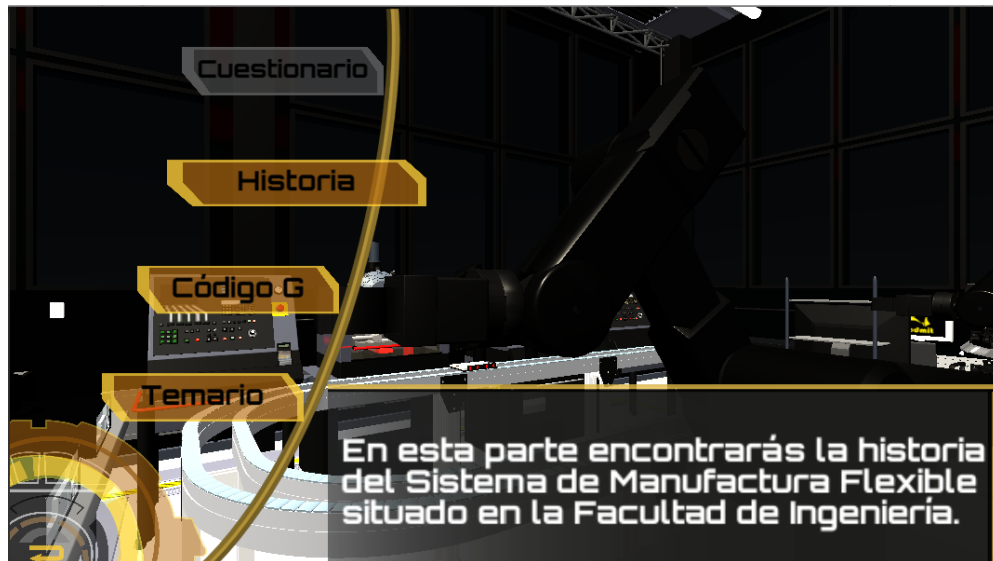 Cuestionario
Historia
Código G
Temario
En esta parte encontrarás la historia
del Sistema de Manufactura Flexible
situado en la Facultad de Ingeniería.